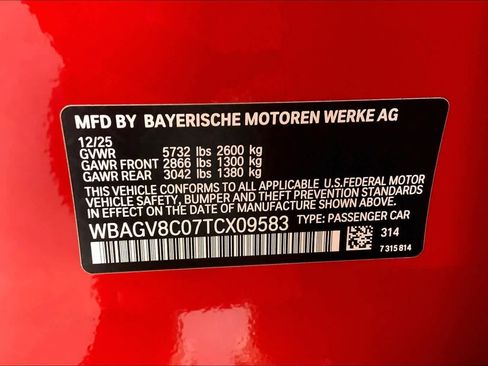 MFD BY BAYERISCHE MOTOREN WERKE AG
12/25
GVWR 5732 lbs 2600 kg
GAWR FRONT 2866 lbs 1300 kg
GAWR REAR 3042 lbs 1380 kg
THIS VEHICLE CONFORMS TO ALL APPLICABLE U.S.FEDERAL MOTOR
VEHICLE SAFETY, BUMPER AND THEFT PREVENTION STANDARDS
IN EFFECT ON THE DATE OF MANUFACTURE SHOWN ABOVE.
WBAGV8C07TCX09583 TYPE: PASSENGER CAR
314
7 315 814